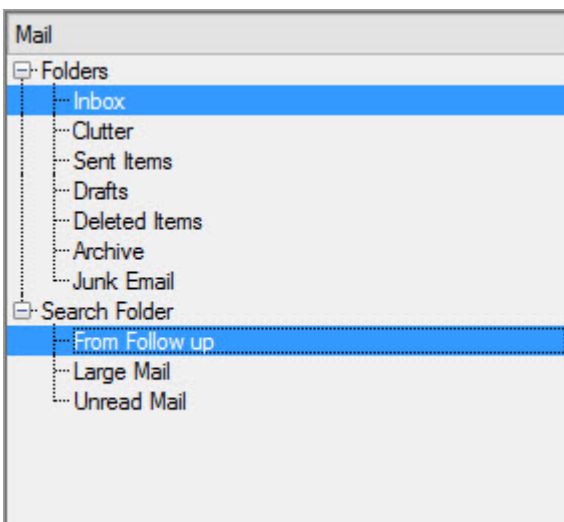 Mail
Folders
Inbox
Clutter
Sent Items
Drafts
Deleted Items
Archive
Junk Email
Search Folder
From Follow up
Large Mail
Unread Mail